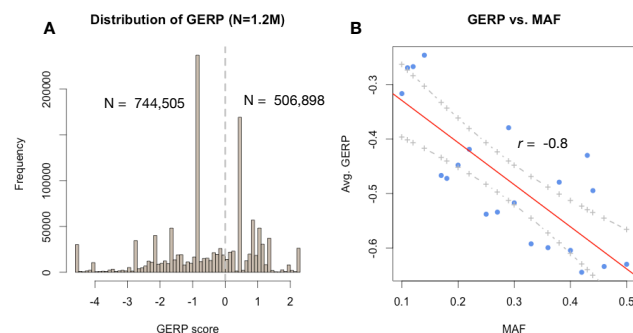 A
Distribution of GERP (N=1.2M)
N = 744,505
N = 506,898
Frequency
0
50000
100000
200000
-4
-3
-2
-1
0
1
2
GERP score
B
GERP vs. MAF
r = -0.8
Avg. GERP
-0.3
-0.4
-0.5
-0.6
0.1
0.2
0.3
0.4
0.5
MAF